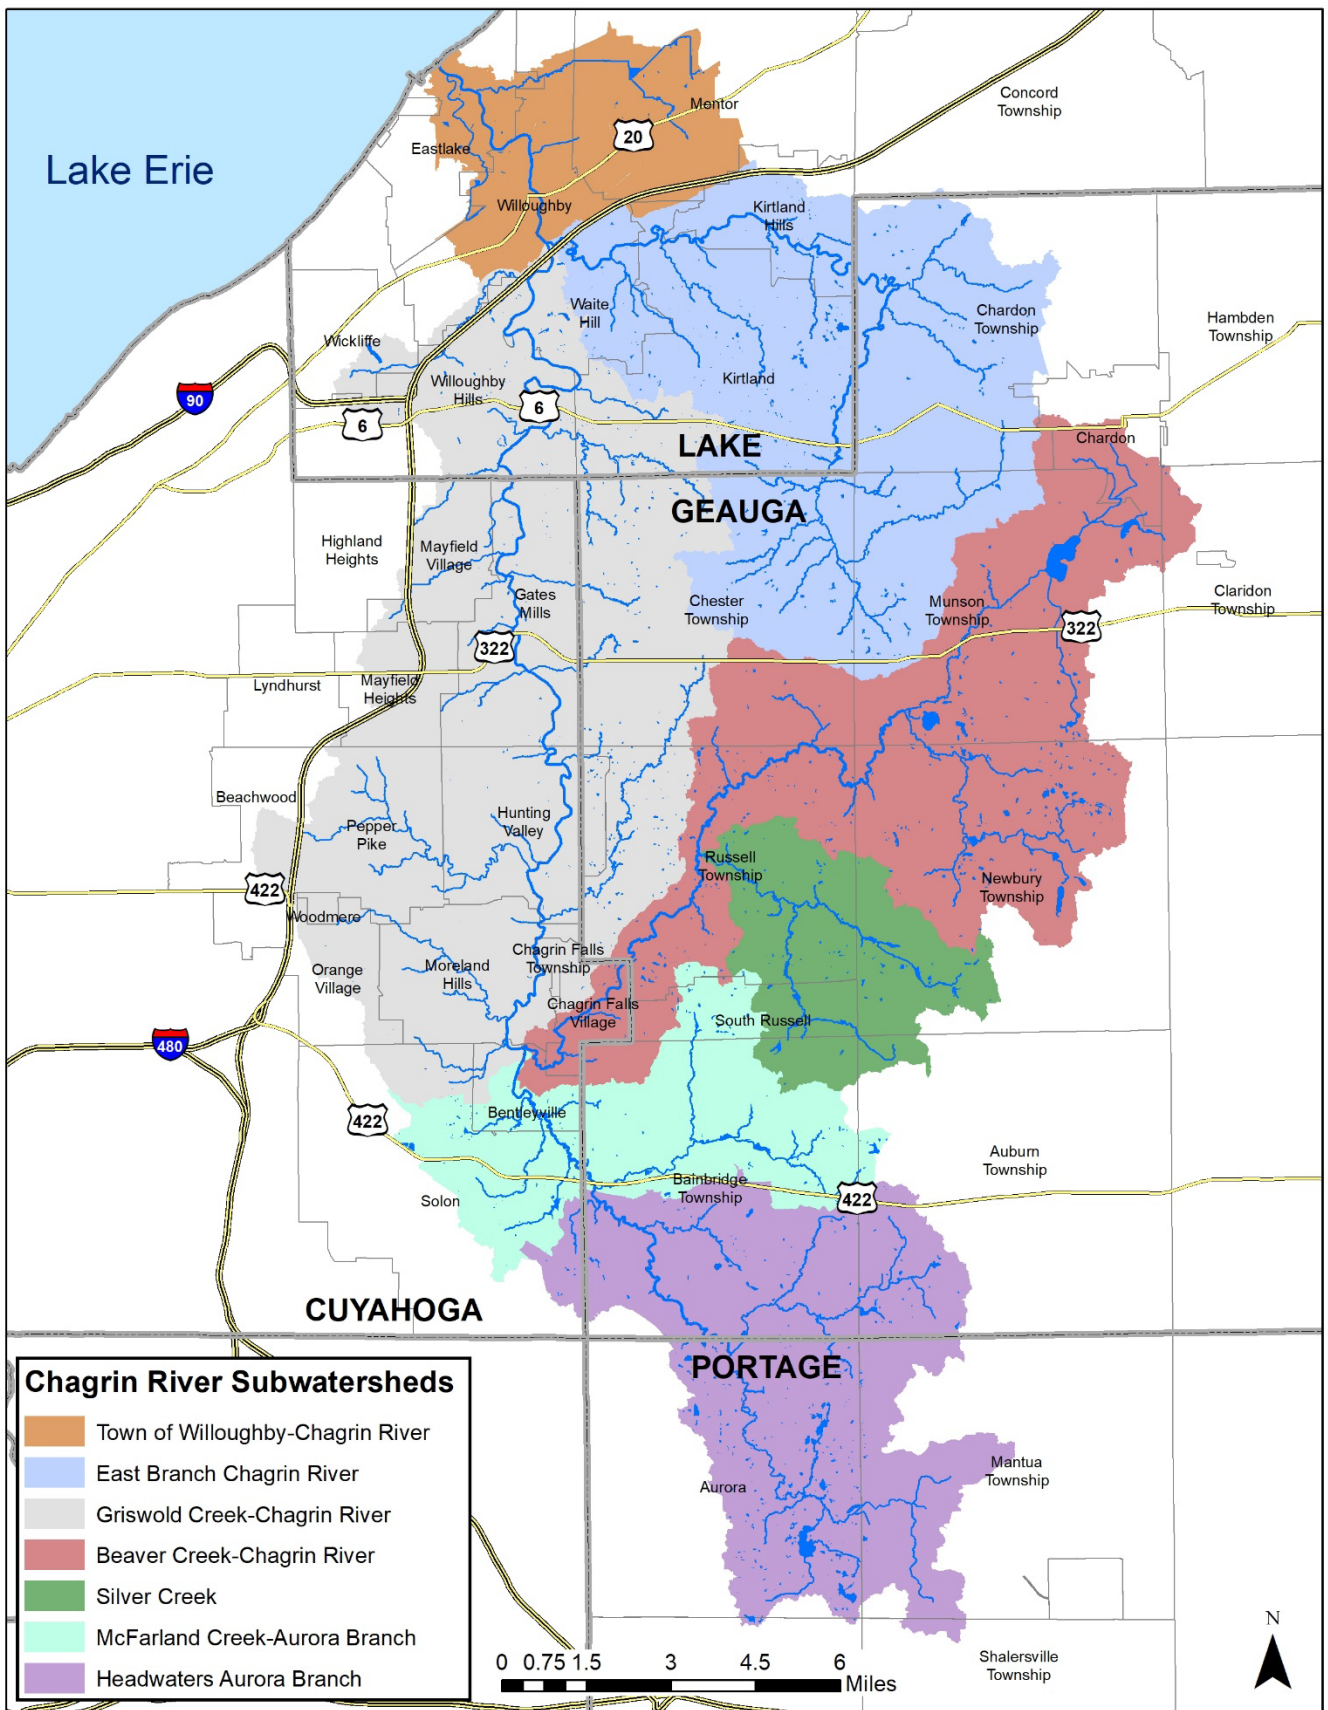 Lake Erie
Concord
Township
Mentor
20
Eastlake
Willoughby
Kirtland
Hills
Waite
Hill
Chardon
Township
Hambden
Township
Wickliffe
Kirtland
Willoughby
Hills
90
6
6
LAKE
Chardon
GEAUGA
Highland
Heights
Mayfield
Village
Gates
Mills
Chester
Township
Munson
Township
Claridon
Township
322
322
Lyndhurst
Mayfield
Heights
Beachwood
Pepper
Pike
Hunting
Valley
Russell
Township
Newbury
Township
422
Woodmere
Orange
Village
Moreland
Hills
Chagrin Falls
Township
Chagrin Falls
Village
South Russell
480
422
Bentleyville
Auburn
Township
Solon
Bainbridge
Township
422
CUYAHOGA
PORTAGE
Aurora
Mantua
Township
Shalersville
Township
Chagrin River Subwatersheds
Town of Willoughby-Chagrin River
East Branch Chagrin River
Griswold Creek-Chagrin River
Beaver Creek-Chagrin River
Silver Creek
McFarland Creek-Aurora Branch
Headwaters Aurora Branch
0 0.75 1.5 3 4.5 6
Miles
N